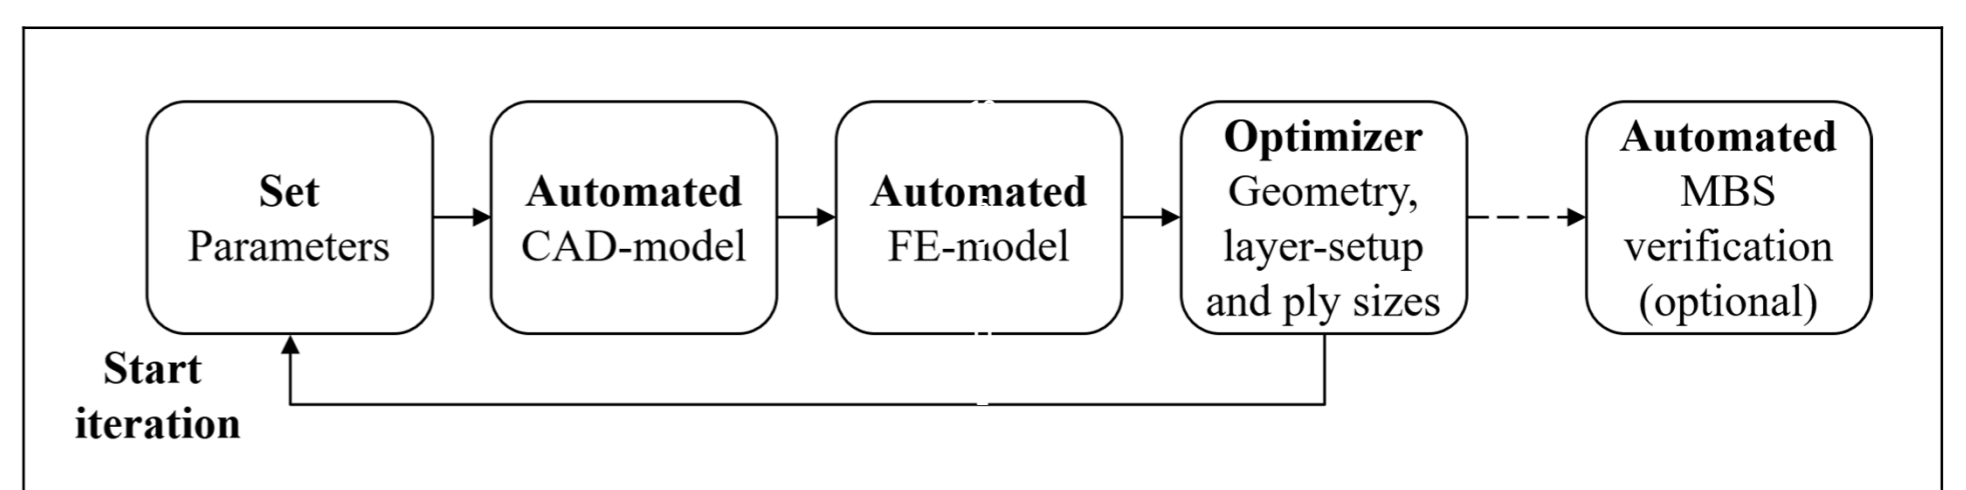 Set
Parameters
Automated
CAD-model
Automated
FE-model
Optimizer
Geometry,
layer-setup
and ply sizes
Automated
MBS
verification
(optional)
Start
iteration